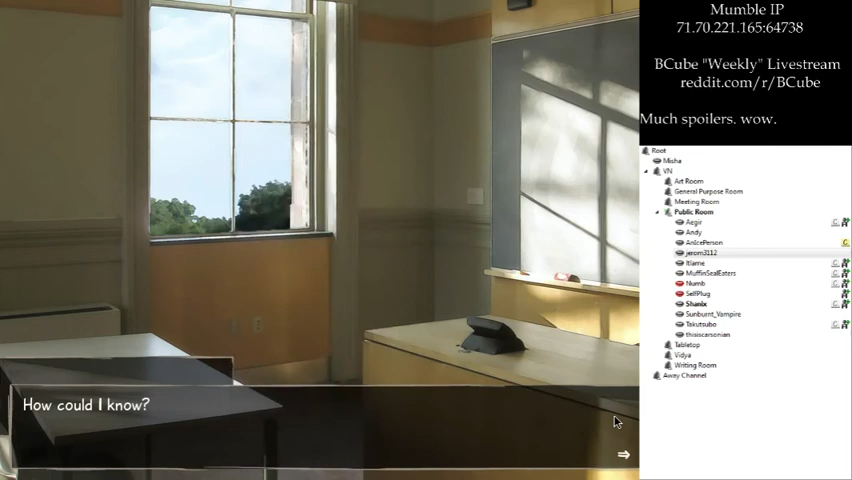 Mumble IP
71.70.221.165:64738
BCube "Weekly" Livestream
reddit.com/r/BCube
Much spoilers. wow.
Root
Misha
VN
Art Room
General Purpose Room
Meeting Room
Public Room
Aegir
Andy
AnicePerson
jerom3112
Itlame
MuffinSealEaters
Numb
SelfPlug
Shanix
Sunburnt_Vampire
Takutsubo
thisiscarsonian
Tabletop
Vidya
Writing Room
Away Channel
How could I know?